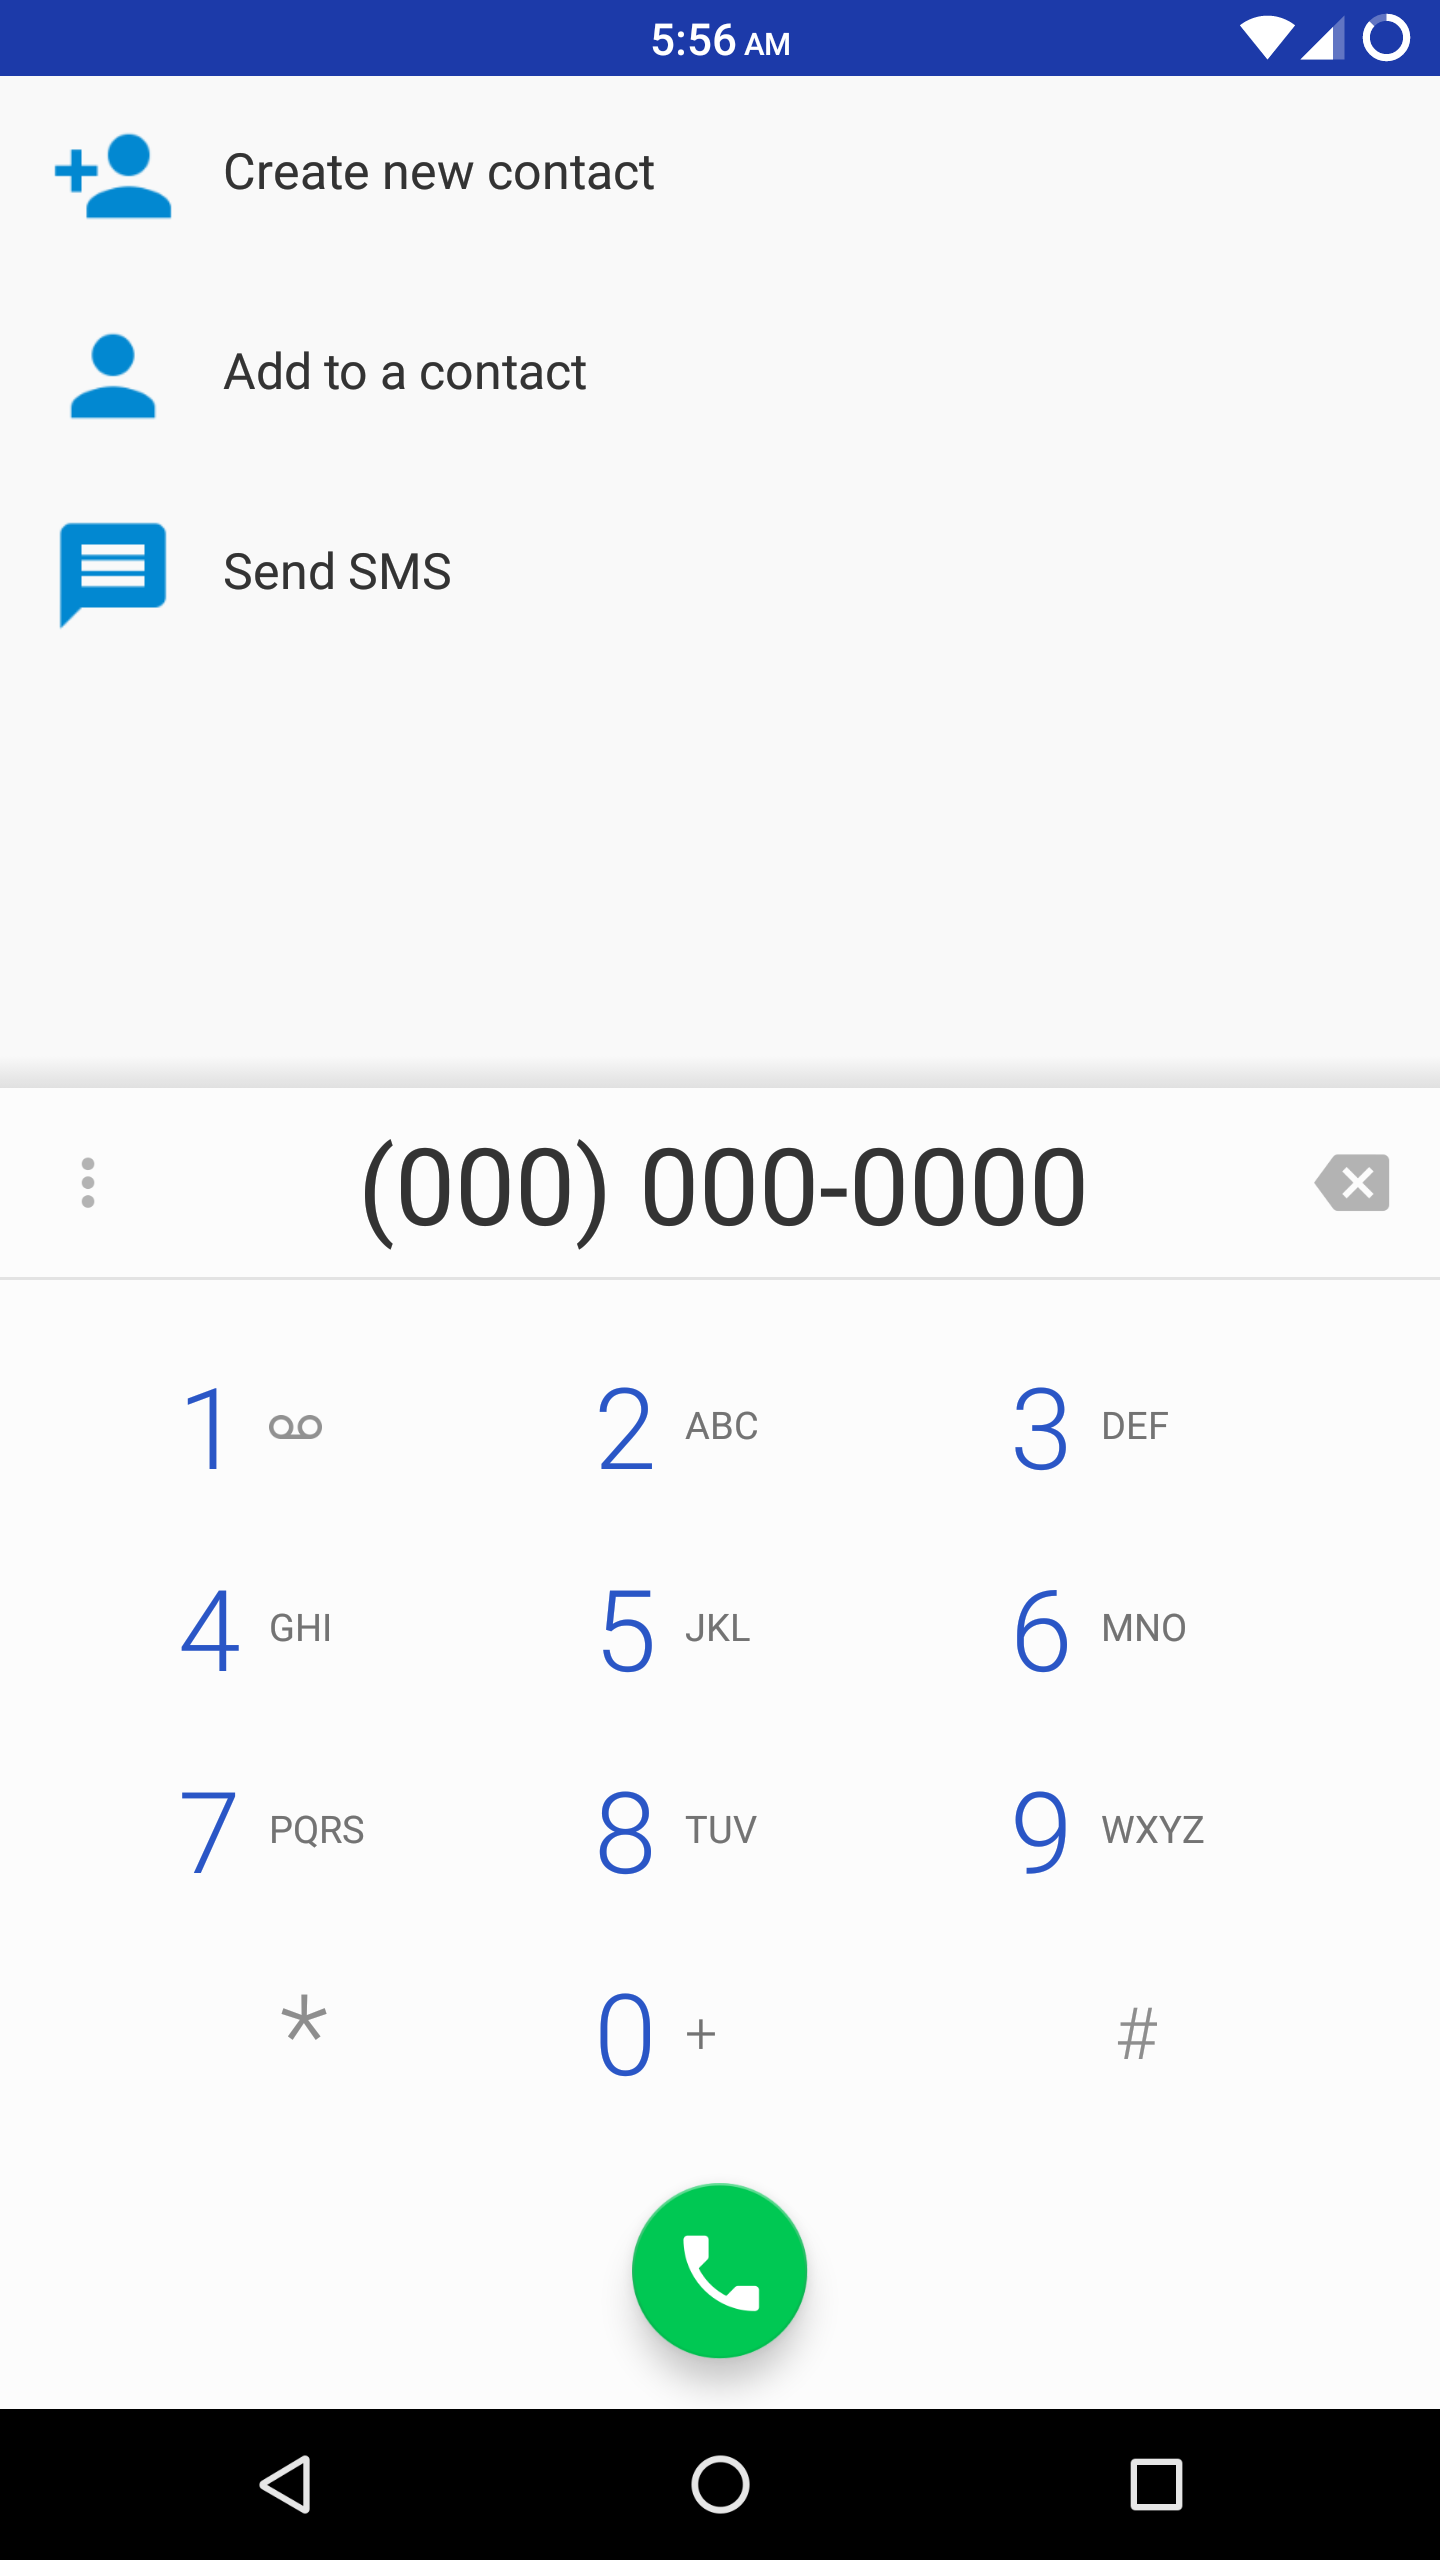 5:56 AM
Create new contact
Add to a contact
Send SMS
(000) 000-0000
1 2 ABC 3 DEF
4 GHI 5 JKL 6 MNO
7 PQRS 8 TUV 9 WXYZ
* 0 + #